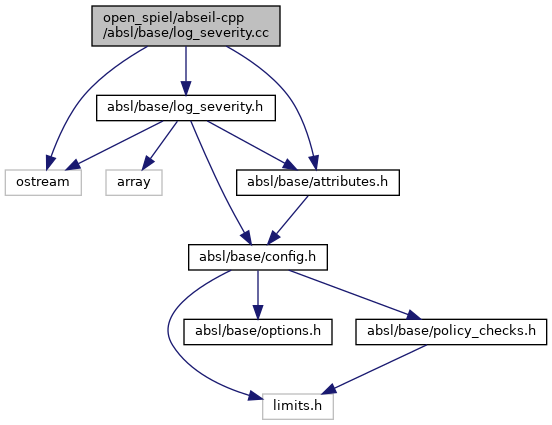 open_spiel/abseil-cpp
/absl/base/log_severity.cc
absl/base/log_severity.h
ostream
array
absl/base/attributes.h
absl/base/config.h
absl/base/options.h
absl/base/policy_checks.h
limits.h